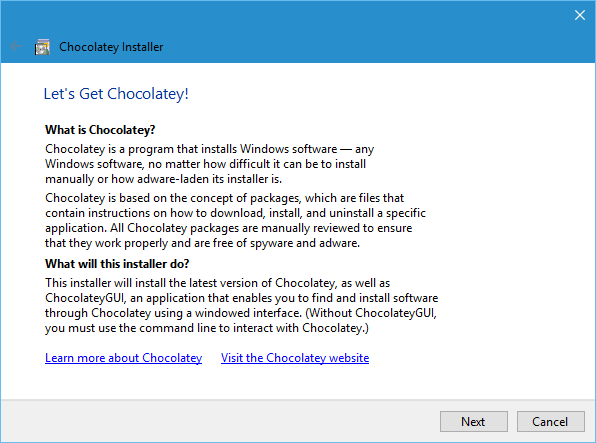 Chocolatey Installer
Let's Get Chocolatey!
What is Chocolatey?
Chocolatey is a program that installs Windows software — any
Windows software, no matter how difficult it can be to install
manually or how adware-laden its installer is.
Chocolatey is based on the concept of packages, which are files that
contain instructions on how to download, install, and uninstall a specific
application. All Chocolatey packages are manually reviewed to ensure
that they work properly and are free of spyware and adware.
What will this installer do?
This installer will install the latest version of Chocolatey, as well as
ChocolateyGUI, an application that enables you to find and install software
through Chocolatey using a windowed interface. (Without ChocolateyGUI,
you must use the command line to interact with Chocolatey.)
Learn more about Chocolatey Visit the Chocolatey website
Next Cancel